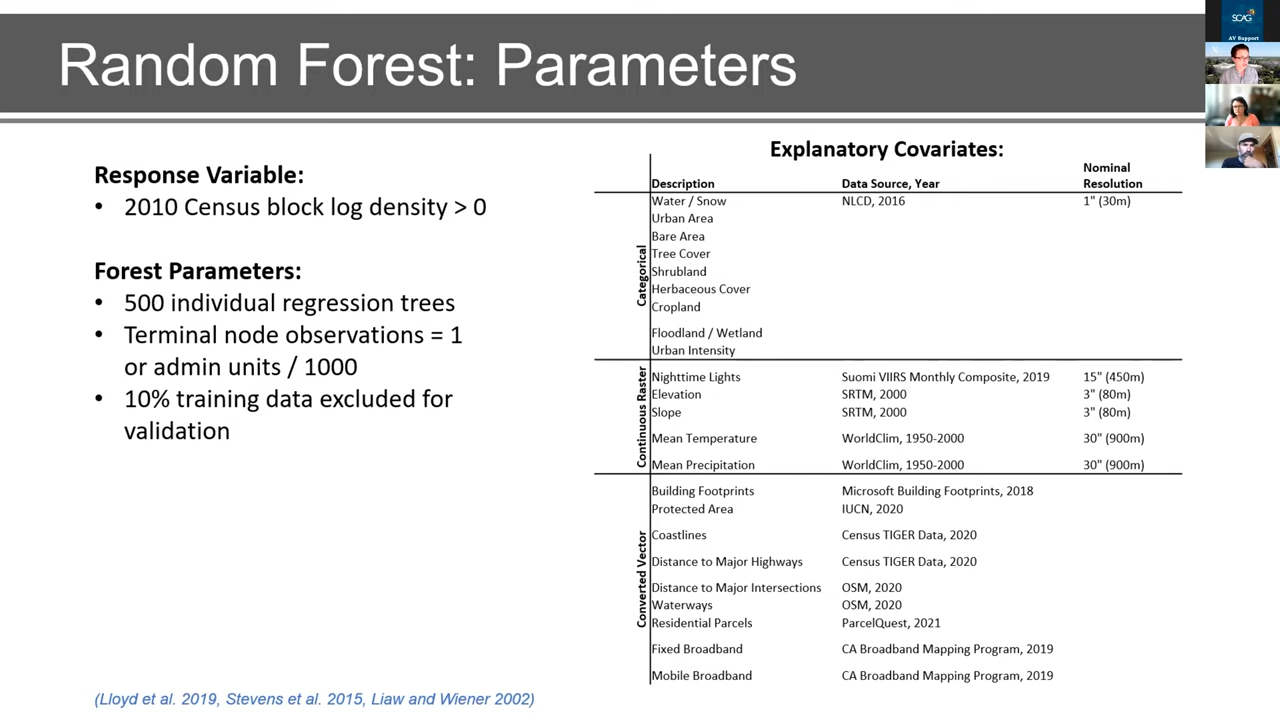 Random Forest: Parameters
SCAG
AV Support
Response Variable:
• 2010 Census block log density > 0
Forest Parameters:
• 500 individual regression trees
• Terminal node observations = 1
or admin units / 1000
• 10% training data excluded for
validation
(Lloyd et al. 2019, Stevens et al. 2015, Liaw and Wiener 2002)
Explanatory Covariates:
Description Data Source, Year Nominal
Resolution
Categorical
Water / Snow NLCD, 2016 1" (30m)
Urban Area
Bare Area
Tree Cover
Shrubland
Herbaceous Cover
Cropland
Floodland / Wetland
Urban Intensity
Continuous Raster
Nighttime Lights Suomi VIIRS Monthly Composite, 2019 15" (450m)
Elevation SRTM, 2000 3" (80m)
Slope SRTM, 2000 3" (80m)
Mean Temperature WorldClim, 1950-2000 30" (900m)
Mean Precipitation WorldClim, 1950-2000 30" (900m)
Converted Vector
Building Footprints Microsoft Building Footprints, 2018
Protected Area IUCN, 2020
Coastlines Census TIGER Data, 2020
Distance to Major Highways Census TIGER Data, 2020
Distance to Major Intersections OSM, 2020
Waterways OSM, 2020
Residential Parcels ParcelQuest, 2021
Fixed Broadband CA Broadband Mapping Program, 2019
Mobile Broadband CA Broadband Mapping Program, 2019